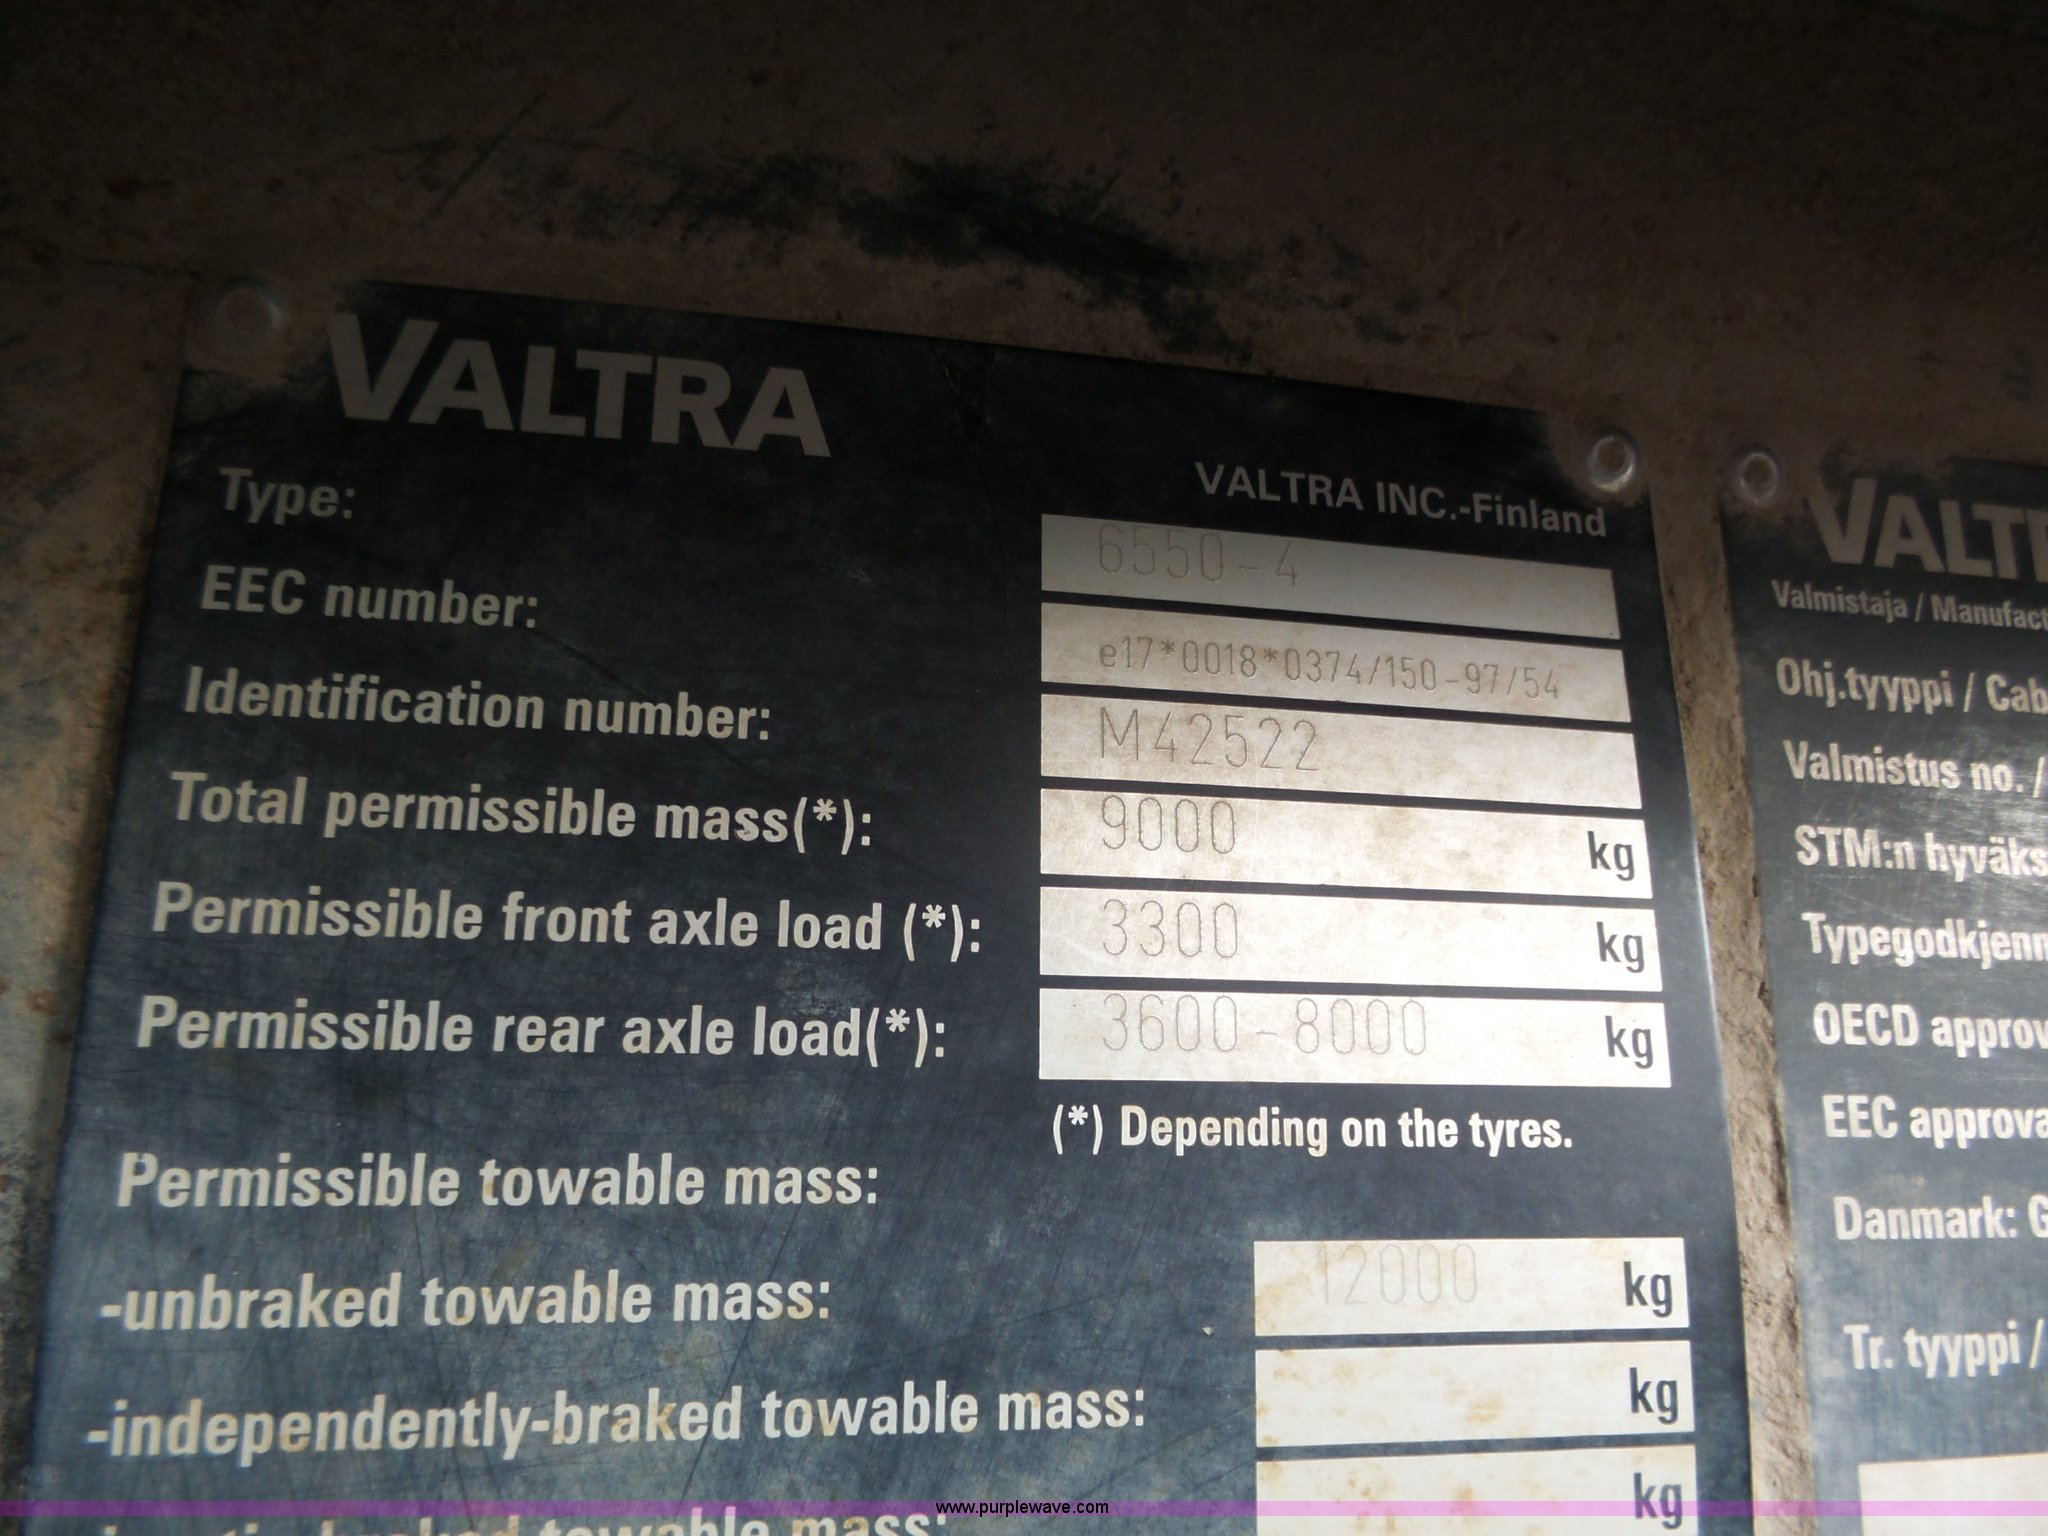 VALTRA
VALTRA INC.-Finland
Type: 6550-4
EEC number: e17*0018*0374/150-97/54
Identification number: M42522
Total permissible mass(*): 9000 kg
Permissible front axle load (*): 3300 kg
Permissible rear axle load(*): 3600-8000 kg
(*) Depending on the tyres.
Permissible towable mass:
-unbraked towable mass: 12000 kg
-independently-braked towable mass: kg
towable mass: kg
VALTR
Valmistaja / Manufact
Ohj.tyyppi / Cab
Valmistus no. /
STM:n hyväks
Typegodkjenn
OECD approv
EEC approva
Danmark: G
Tr. tyyppi /
www.purplewave.com